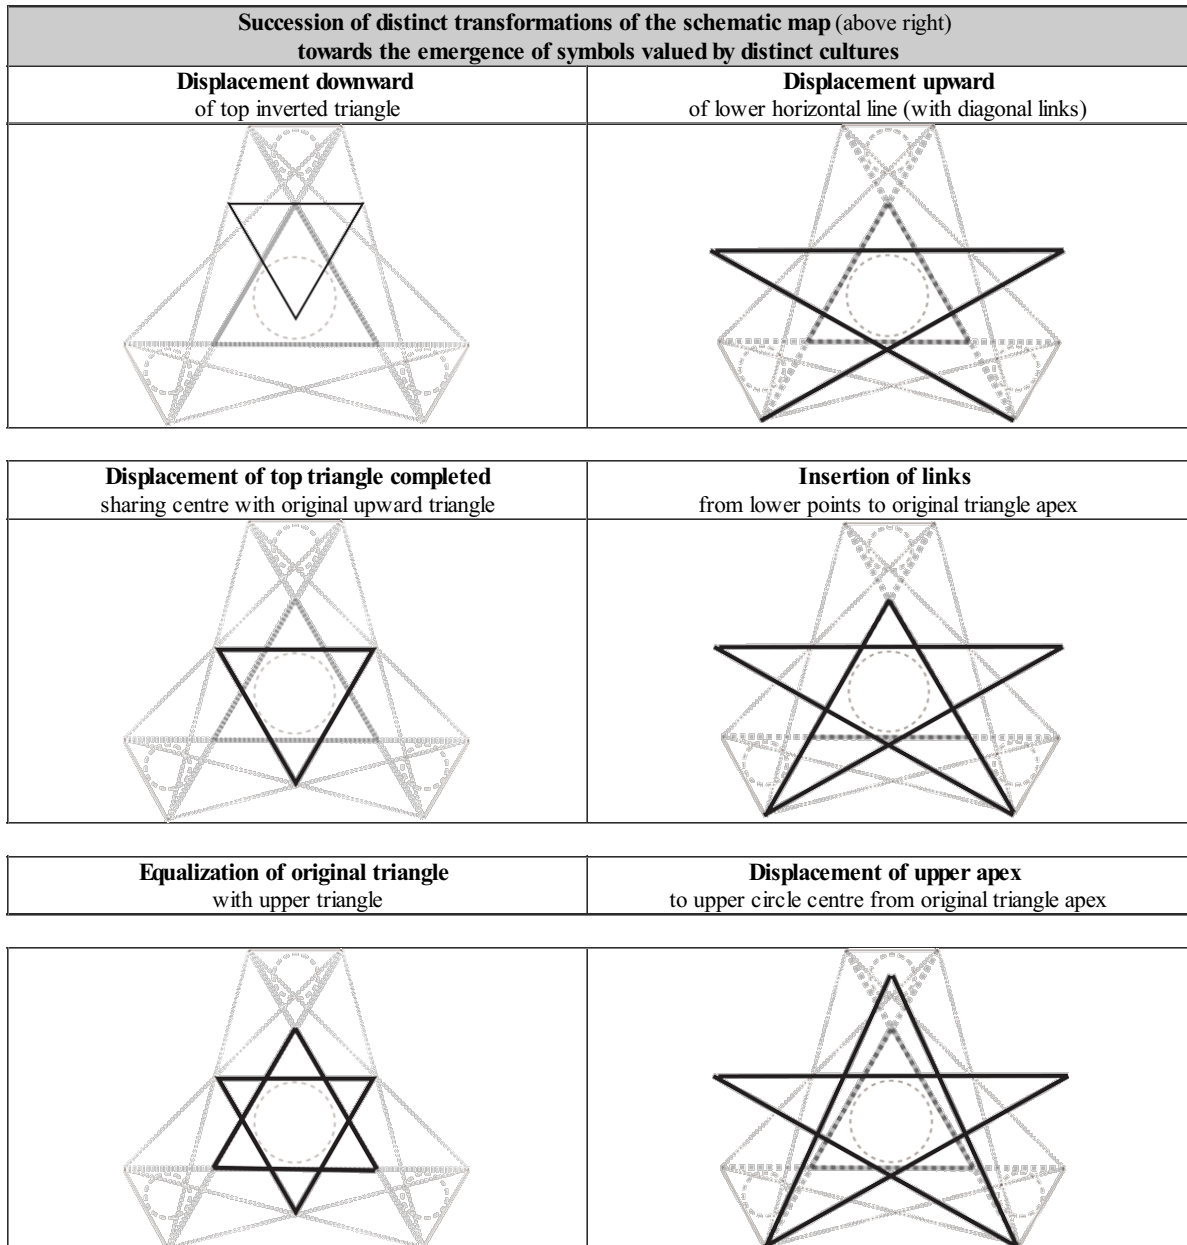 Succession of distinct transformations of the schematic map (above right)
towards the emergence of symbols valued by distinct cultures
Displacement downward
of top inverted triangle
Displacement upward
of lower horizontal line (with diagonal links)
Displacement of top triangle completed
sharing centre with original upward triangle
Insertion of links
from lower points to original triangle apex
Equalization of original triangle
with upper triangle
Displacement of upper apex
to upper circle centre from original triangle apex